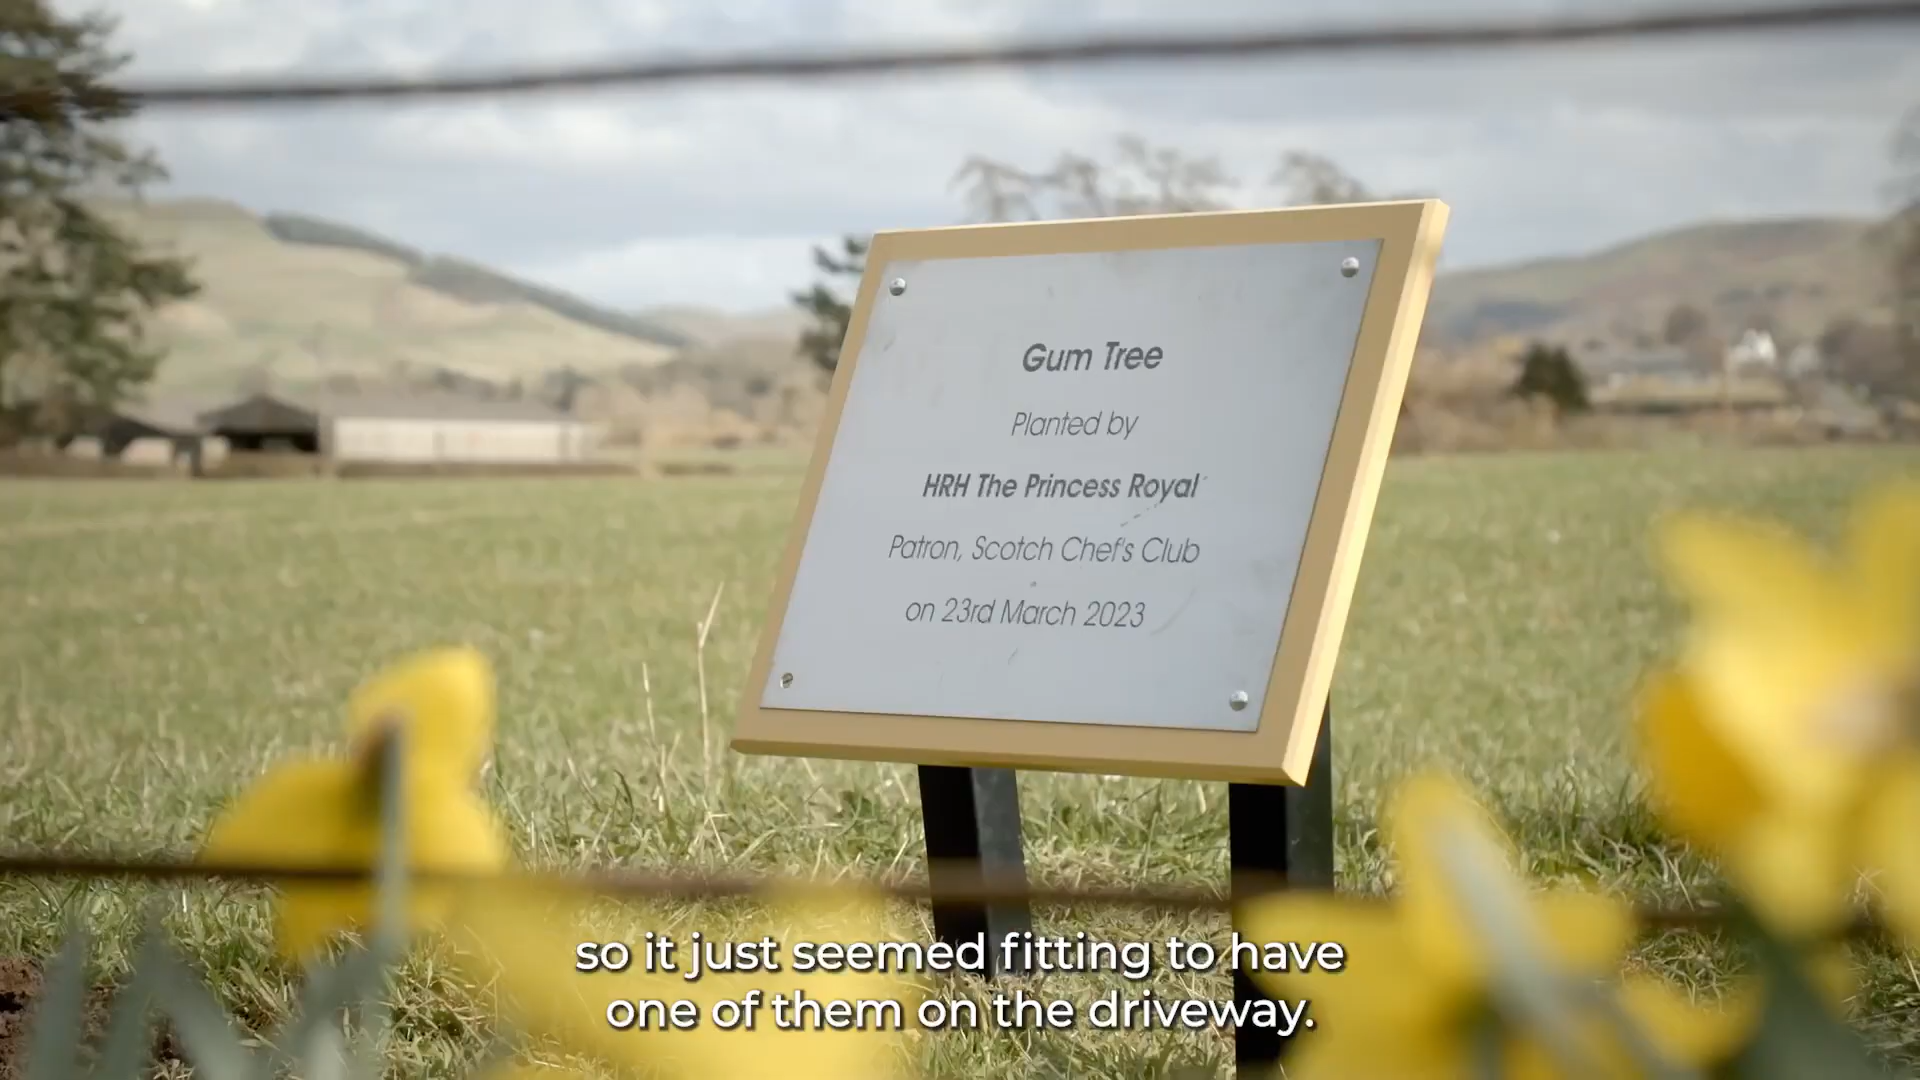 Gum Tree
Planted by
HRH The Princess Royal
Patron, Scotch Chef's Club
on 23rd March 2023
so it just seemed fitting to have
one of them on the driveway.